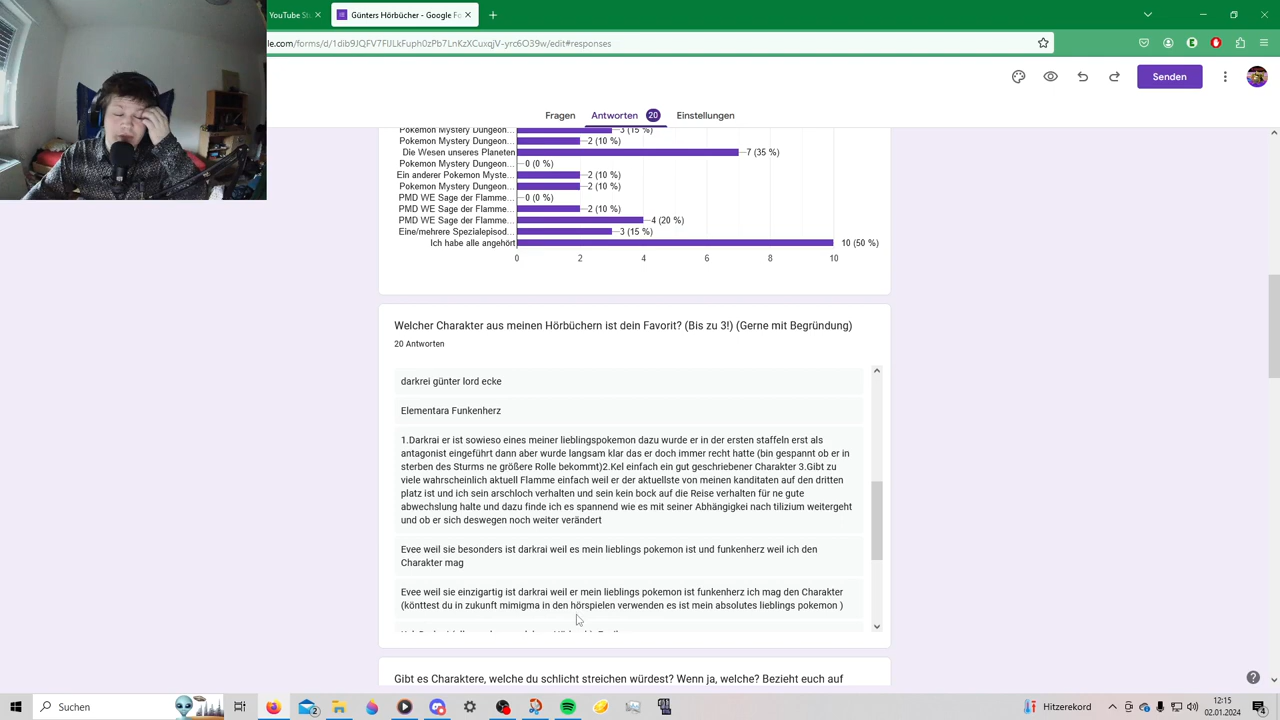 YouTube St
Günters Hörbücher - Google Fo
le.com/forms/d/1dib9JQFV7FlJLkFuph0zPb7LnKzXCuxqjV-yrc6O39w/edit#responses
Senden
Fragen
Antworten 20
Einstellungen
Pokemon Mystery Dungeon... 3 (15 %)
Pokemon Mystery Dungeon... 2 (10 %)
Die Wesen unseres Planeten 7 (35 %)
Pokemon Mystery Dungeon... 0 (0 %)
Ein anderer Pokemon Myste... 2 (10 %)
Pokemon Mystery Dungeon... 2 (10 %)
PMD WE Sage der Flamme... 0 (0 %)
PMD WE Sage der Flamme... 2 (10 %)
PMD WE Sage der Flamme... 4 (20 %)
Eine/mehrere Spezialepisod... 3 (15 %)
Ich habe alle angehört 10 (50 %)
0 2 4 6 8 10
Welcher Charakter aus meinen Hörbüchern ist dein Favorit? (Bis zu 3!) (Gerne mit Begründung)
20 Antworten
darkrei günter lord ecke
Elementara Funkenherz
1.Darkrai er ist sowieso eines meiner lieblingspokemon dazu wurde er in der ersten staffeln erst als
antagonist eingeführt dann aber wurde langsam klar das er doch immer recht hatte (bin gespannt ob er in
sterben des Sturms ne größere Rolle bekommt)2.Kel einfach ein gut geschriebener Charakter 3.Gibt zu
viele wahrscheinlich aktuell Flamme einfach weil er der aktuellste von meinen kanditaten auf den dritten
platz ist und ich sein arschloch verhalten und sein kein bock auf die Reise verhalten für ne gute
abwechslung halte und dazu finde ich es spannend wie es mit seiner Abhängigkei nach tilizium weitergeht
und ob er sich deswegen noch weiter verändert
Evee weil sie besonders ist darkrai weil es mein lieblings pokemon ist und funkenherz weil ich den
Charakter mag
Evee weil sie einzigartig ist darkrai weil er mein lieblings pokemon ist funkenherz ich mag den Charakter
(könttest du in zukunft mimigma in den hörspielen verwenden es ist mein absolutes lieblings pokemon )
Gibt es Charaktere, welche du schlicht streichen würdest? Wenn ja, welche? Bezieht euch auf
Suchen
2
Hitzerekord
12:15
02.01.2024
4